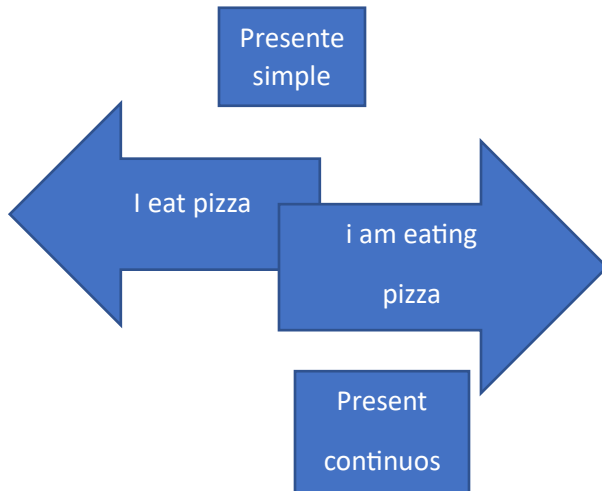 Presente
simple
I eat pizza
i am eating
pizza
Present
continuos